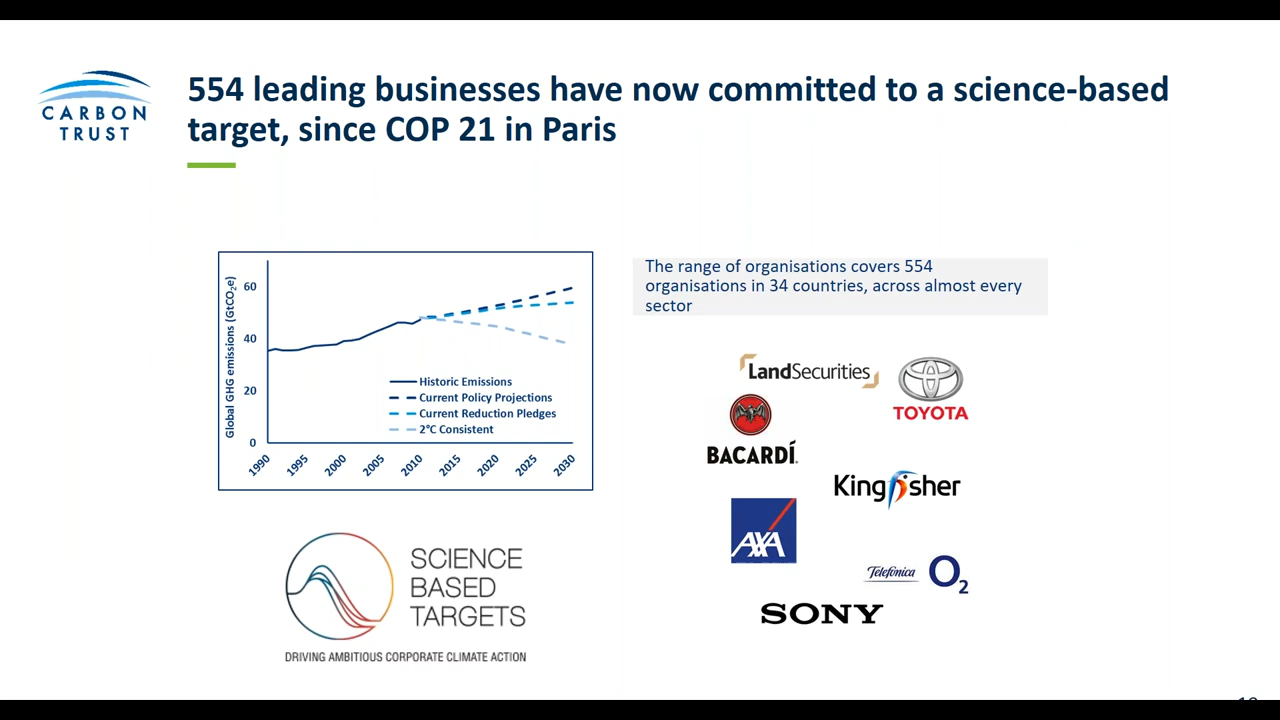 CARBON
TRUST
554 leading businesses have now committed to a science-based
target, since COP 21 in Paris
Global GHG emissions (GtCO₂e)
60
40
20
0
Historic Emissions
Current Policy Projections
Current Reduction Pledges
2°C Consistent
1990
1995
2000
2005
2010
2015
2020
2025
2030
SCIENCE
BASED
TARGETS
DRIVING AMBITIOUS CORPORATE CLIMATE ACTION
The range of organisations covers 554
organisations in 34 countries, across almost every
sector
LandSecurities
TOYOTA
BACARDÍ
Kingfisher
AXA
Telefónica
O₂
SONY